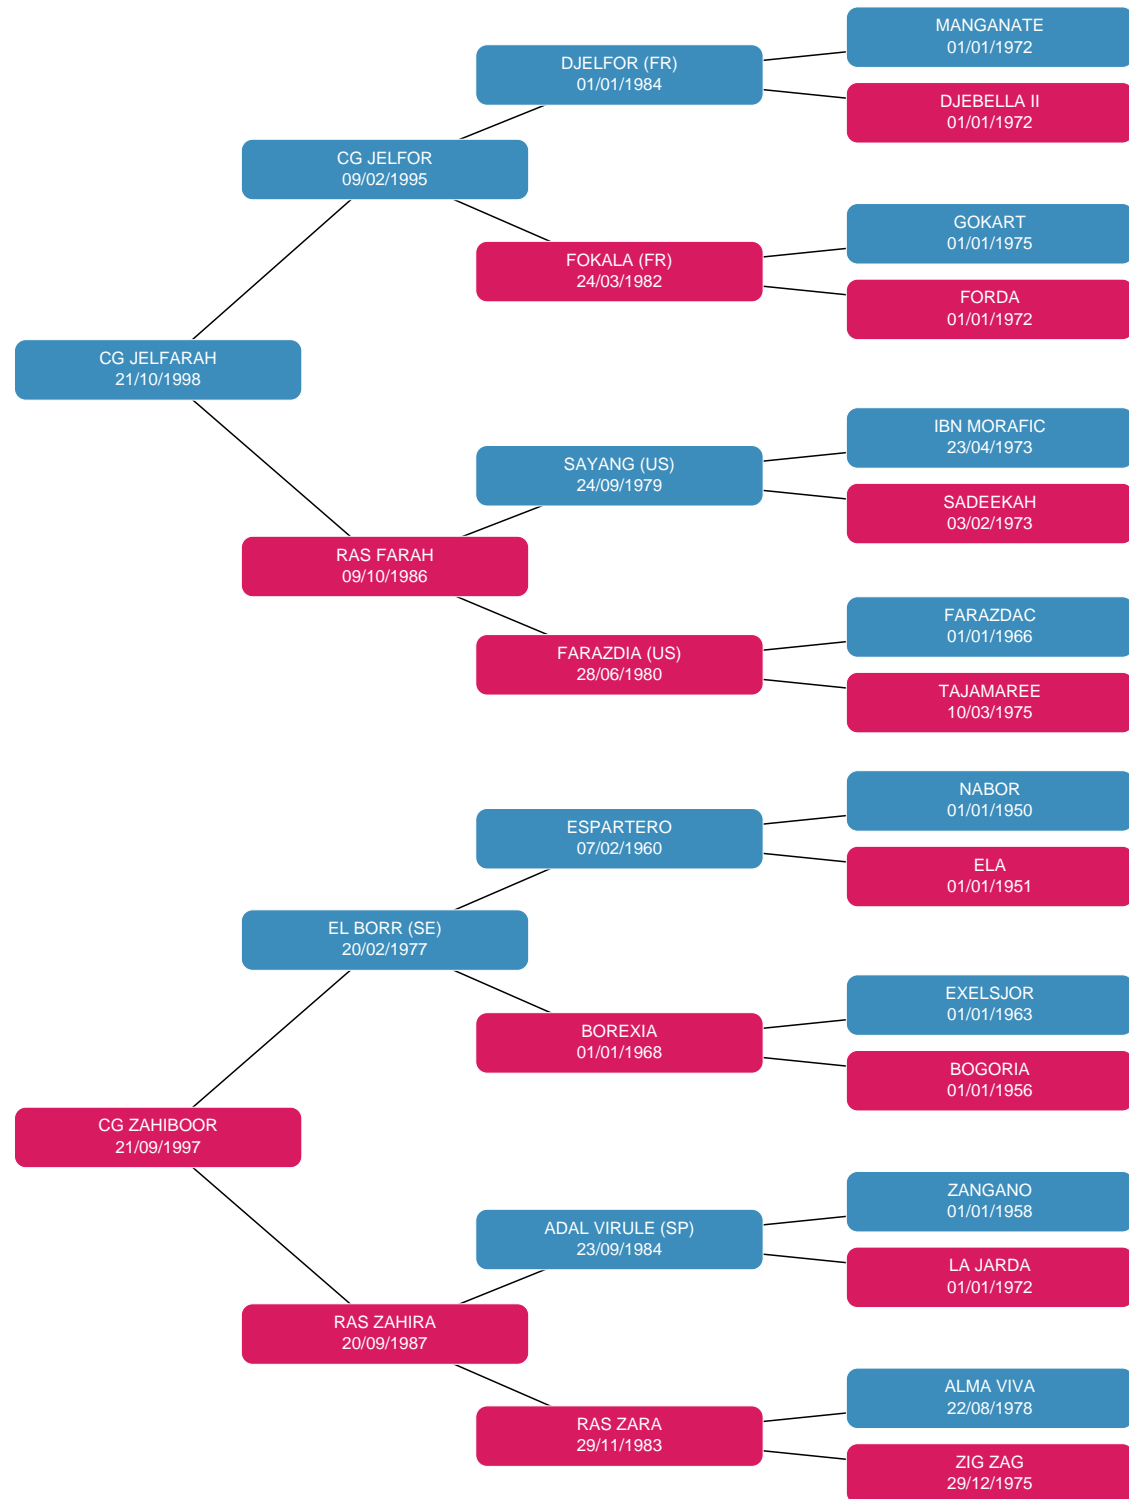 MANGANATE
01/01/1972
DJELFOR (FR)
01/01/1984
DJEBELLA II
01/01/1972
CG JELFOR
09/02/1995
GOKART
01/01/1975
FOKALA (FR)
24/03/1982
FORDA
01/01/1972
CG JELFARAH
21/10/1998
IBN MORAFIC
23/04/1973
SAYANG (US)
24/09/1979
SADEEKAH
03/02/1973
RAS FARAH
09/10/1986
FARAZDAC
01/01/1966
FARAZDIA (US)
28/06/1980
TAJAMAREE
10/03/1975
NABOR
01/01/1950
ESPARTERO
07/02/1960
ELA
01/01/1951
EL BORR (SE)
20/02/1977
EXELSJOR
01/01/1963
BOREXIA
01/01/1968
BOGORIA
01/01/1956
CG ZAHIBOOR
21/09/1997
ZANGANO
01/01/1958
ADAL VIRULE (SP)
23/09/1984
LA JARDA
01/01/1972
RAS ZAHIRA
20/09/1987
ALMA VIVA
22/08/1978
RAS ZARA
29/11/1983
ZIG ZAG
29/12/1975